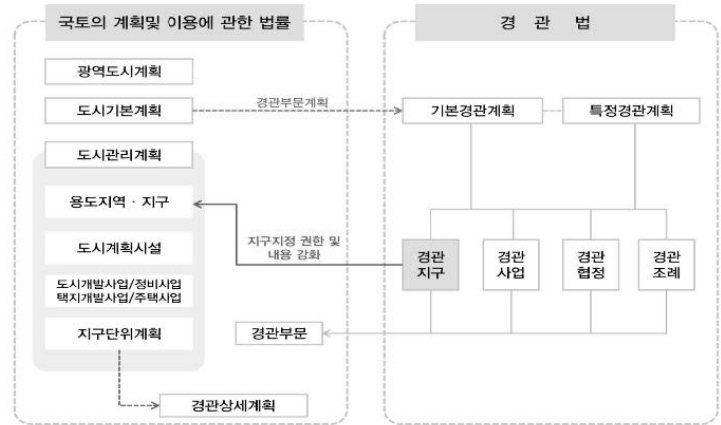 국토의 계획및 이용에 관한 법률
경 관 법
광역도시계획
도시기본계획
경관부문계획
기본경관계획
특정경관계획
도시관리계획
용도지역 · 지구
지구지정 권한 및
내용 강화
도시계획시설
경관
지구
경관
사업
경관
협정
경관
조례
도시개발사업/정비사업
택지개발사업/주택사업
지구단위계획
경관부문
경관상세계획